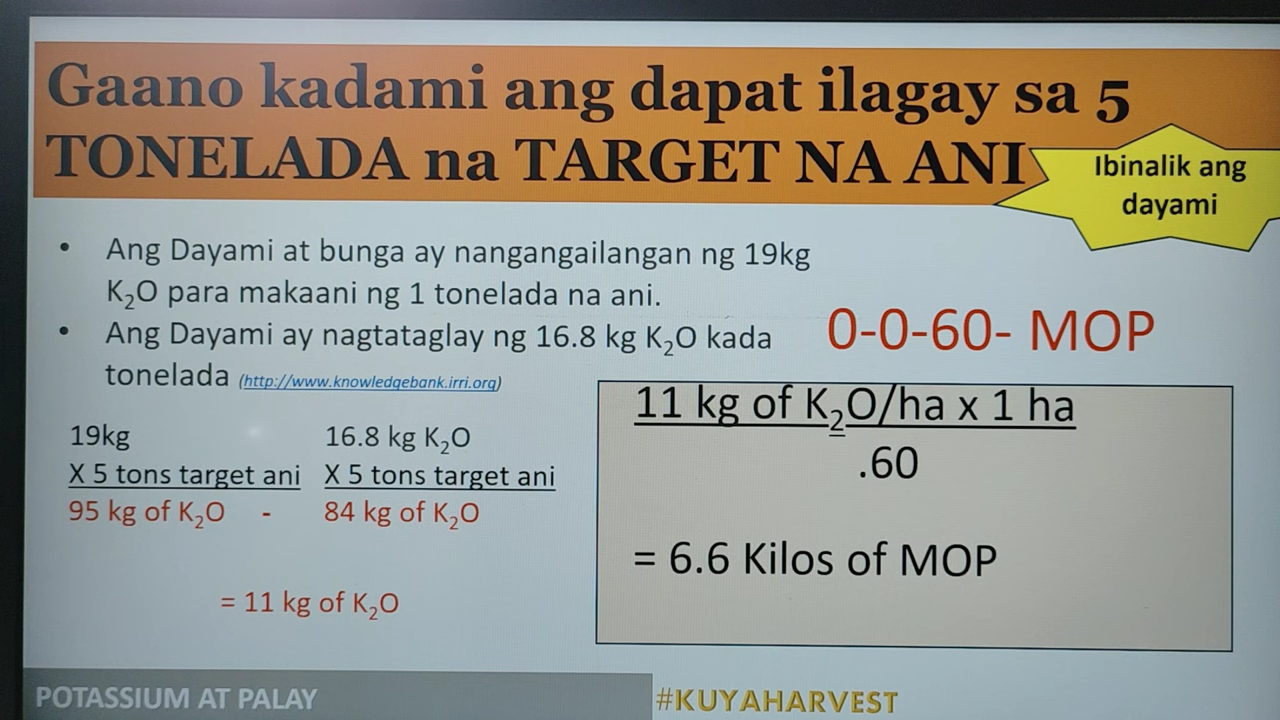 Gaano kadami ang dapat ilagay sa 5
TONELADA na TARGET NA ANI
Ibinalik ang
dayami
• Ang Dayami at bunga ay nangangailangan ng 19kg
K₂O para makaani ng 1 tonelada na ani.
• Ang Dayami ay nagtataglay ng 16.8 kg K₂O kada
tonelada (http://www.knowledgebank.irri.org)
0-0-60- MOP
19kg
X 5 tons target ani
95 kg of K₂O -
16.8 kg K₂O
X 5 tons target ani
84 kg of K₂O
= 11 kg of K₂O
11 kg of K₂O/ha x 1 ha
.60
= 6.6 Kilos of MOP
POTASSIUM AT PALAY
#KUYAHARVEST